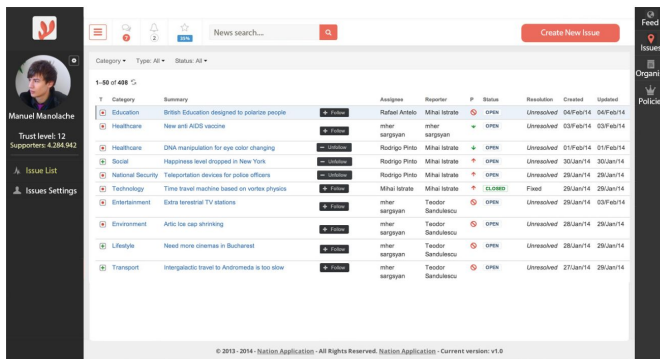 2
2
35%
News search....
Create New Issue
Feed
Issues
Organi
Policie
Manuel Manolache
Trust level: 12
Supporters: 4.284.942
Issue List
Issues Settings
Category Type: All Status: All
1–50 of 408
T Category Summary Assignee Reporter P Status Resolution Created Updated
Education British Education designed to polarize people + Follow Rafael Antelo Mihai Istrate OPEN Unresolved 04/Feb/14 04/Feb/14
Healthcare New anti AIDS vaccine + Follow mher sargsyan mher sargsyan OPEN Unresolved 03/Feb/14 03/Feb/14
Healthcare DNA manipulation for eye color changing − Unfollow Rodrigo Pinto Mihai Istrate OPEN Unresolved 01/Feb/14 01/Feb/14
Social Happiness level dropped in New York − Unfollow Rodrigo Pinto Mihai Istrate OPEN Unresolved 30/Jan/14 30/Jan/14
National Security Teleportation devices for police officers − Unfollow Rodrigo Pinto Mihai Istrate OPEN Unresolved 29/Jan/14 29/Jan/14
Technology Time travel machine based on vortex physics + Follow Mihai Istrate Mihai Istrate CLOSED Fixed 29/Jan/14 29/Jan/14
Entertainment Extra terestrial TV stations + Follow mher sargsyan Teodor Sandulescu OPEN Unresolved 29/Jan/14 03/Feb/14
Environment Artic Ice cap shrinking + Follow mher sargsyan Teodor Sandulescu OPEN Unresolved 28/Jan/14 29/Jan/14
Lifestyle Need more cinemas in Bucharest + Follow mher sargsyan Teodor Sandulescu OPEN Unresolved 28/Jan/14 29/Jan/14
Transport Intergalactic travel to Andromeda is too slow + Follow mher sargsyan Teodor Sandulescu OPEN Unresolved 27/Jan/14 29/Jan/14
© 2013 - 2014 - Nation Application - All Rights Reserved. Nation Application - Current version: v1.0